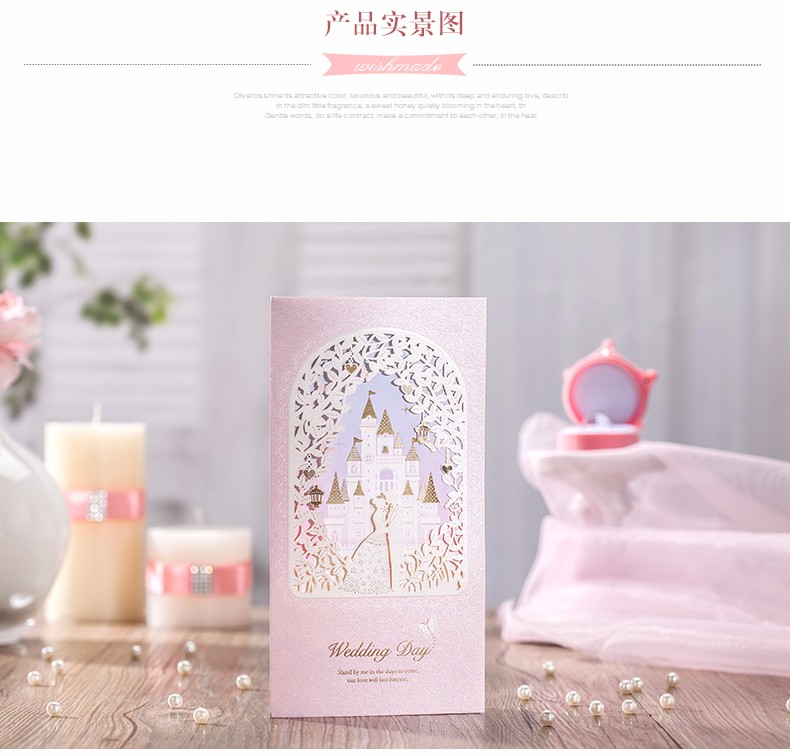 产品实景图
wishmade
Oliveros shine its attractive color, luxurious and beautiful, with its deep and enduring love, describ
In the dim little fragrance, a sweet honey quietly blooming in the heart, th
Gentle words, do a life contract, make a commitment to each other, in the hear
Wedding Day
Stand by me in the days to come,
our love will last forever.